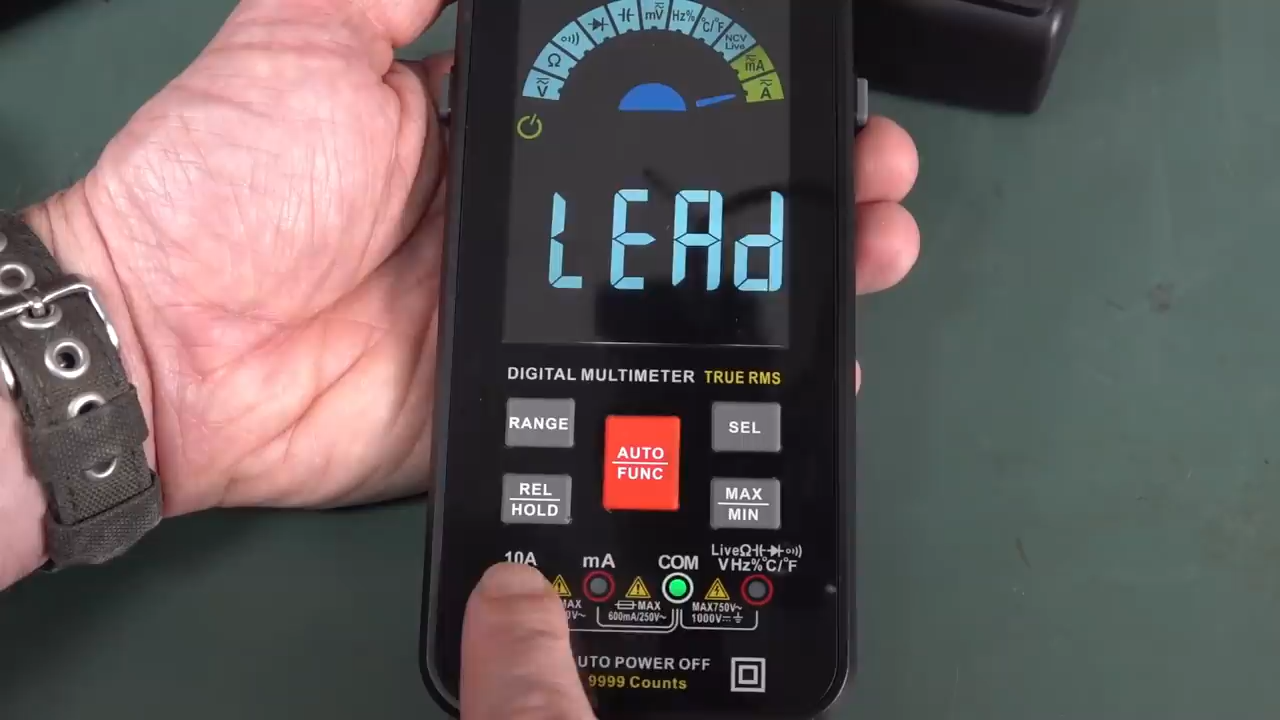 V Ω mV Hz% °C/°F NCV Live mA A
LEAd
DIGITAL MULTIMETER TRUE RMS
RANGE
AUTO
FUNC
SEL
REL
HOLD
MAX
MIN
10A
mA
COM
LiveΩ
VHz%°C/°F
MAX
600mA/250V~
MAX750V~
1000V
UTO POWER OFF
9999 Counts